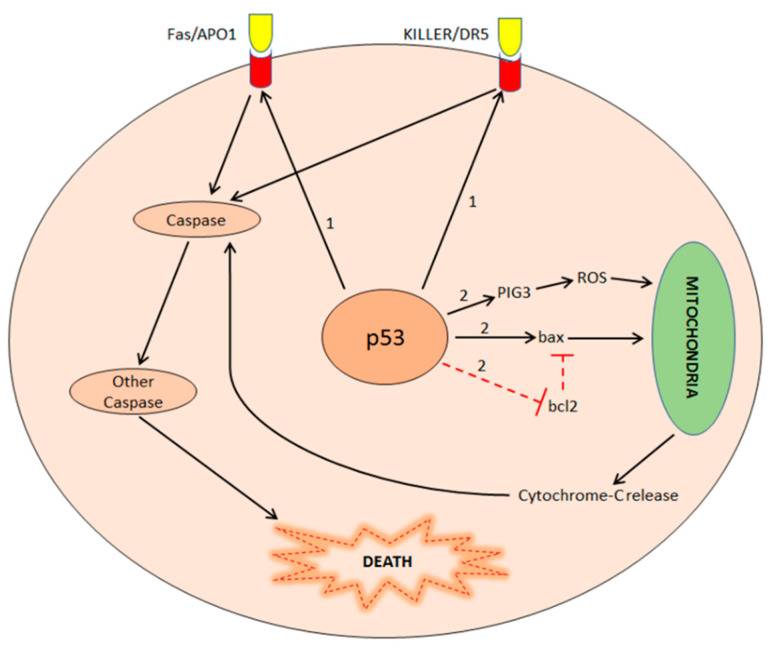 Fas/APO1
KILLER/DR5
Caspase
1
1
2
PIG3
ROS
p53
2
bax
MITOCHONDRIA
2
bcl2
Other
Caspase
Cytochrome-C release
DEATH